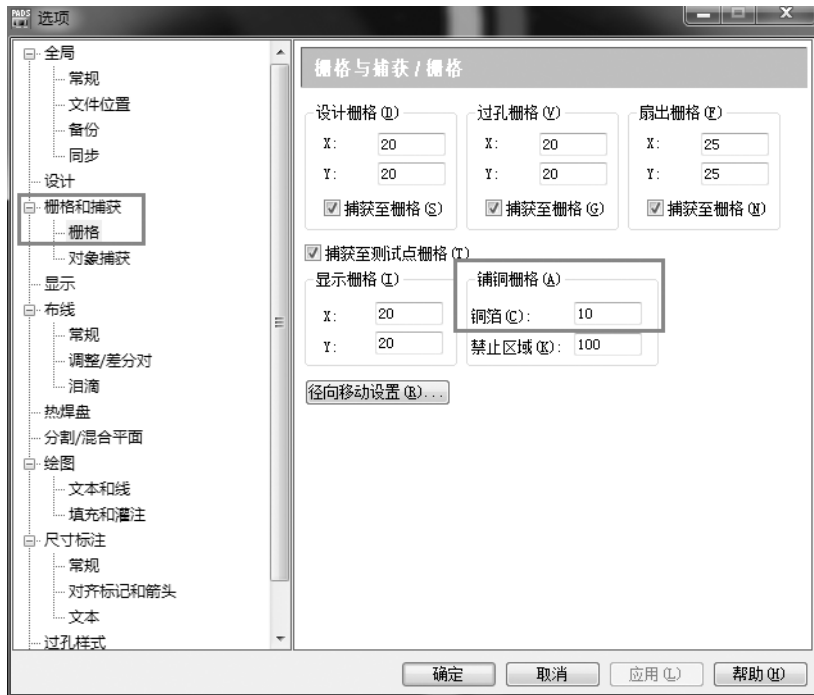 PADS
选项
全局
常规
文件位置
备份
同步
设计
栅格和捕获
栅格
对象捕获
显示
布线
常规
调整/差分对
泪滴
热焊盘
分割/混合平面
绘图
文本和线
填充和灌注
尺寸标注
常规
对齐标记和箭头
文本
过孔样式
栅格与捕获 / 栅格
设计栅格(D)
X: 20
Y: 20
捕获至栅格(S)
过孔栅格(V)
X: 20
Y: 20
捕获至栅格(G)
扇出栅格(F)
X: 25
Y: 25
捕获至栅格(N)
捕获至测试点栅格(T)
显示栅格(I)
X: 20
Y: 20
铺铜栅格(A)
铜箔(C): 10
禁止区域(K): 100
径向移动设置(R)...
确定
取消
应用(L)
帮助(H)